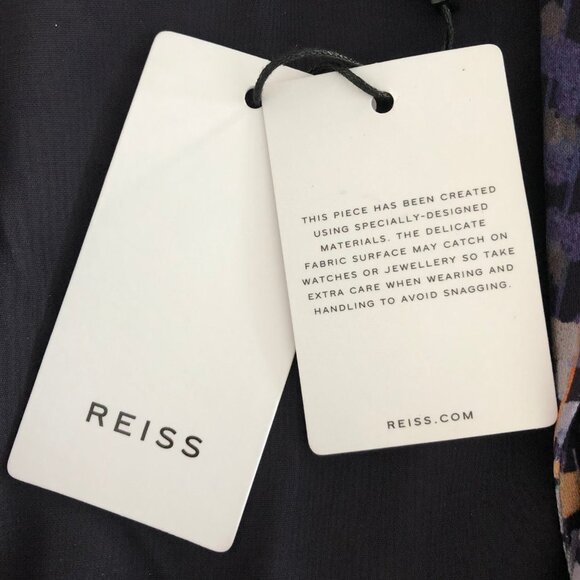 REISS
THIS PIECE HAS BEEN CREATED
USING SPECIALLY-DESIGNED
MATERIALS. THE DELICATE
FABRIC SURFACE MAY CATCH ON
WATCHES OR JEWELLERY SO TAKE
EXTRA CARE WHEN WEARING AND
HANDLING TO AVOID SNAGGING.
REISS.COM